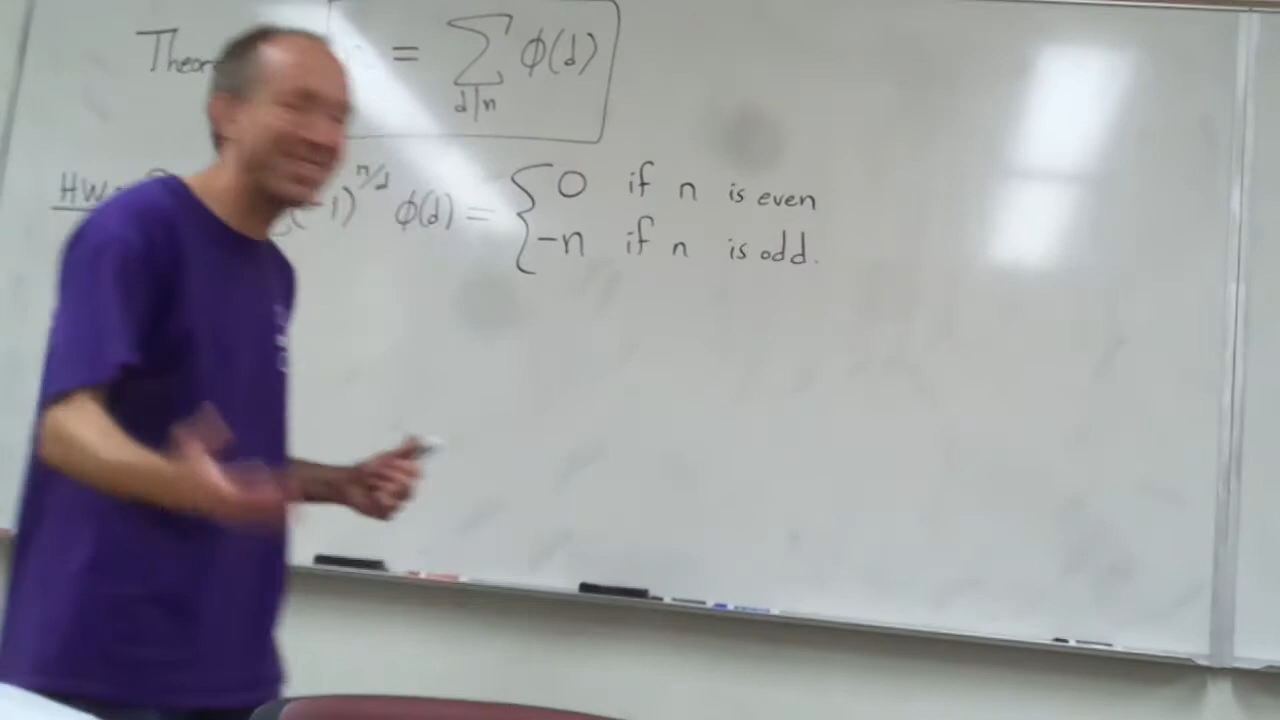 Theor = Σ ϕ(d)
d|n
HW (-1)^{n/d} ϕ(d) = { 0 if n is even
-n if n is odd.